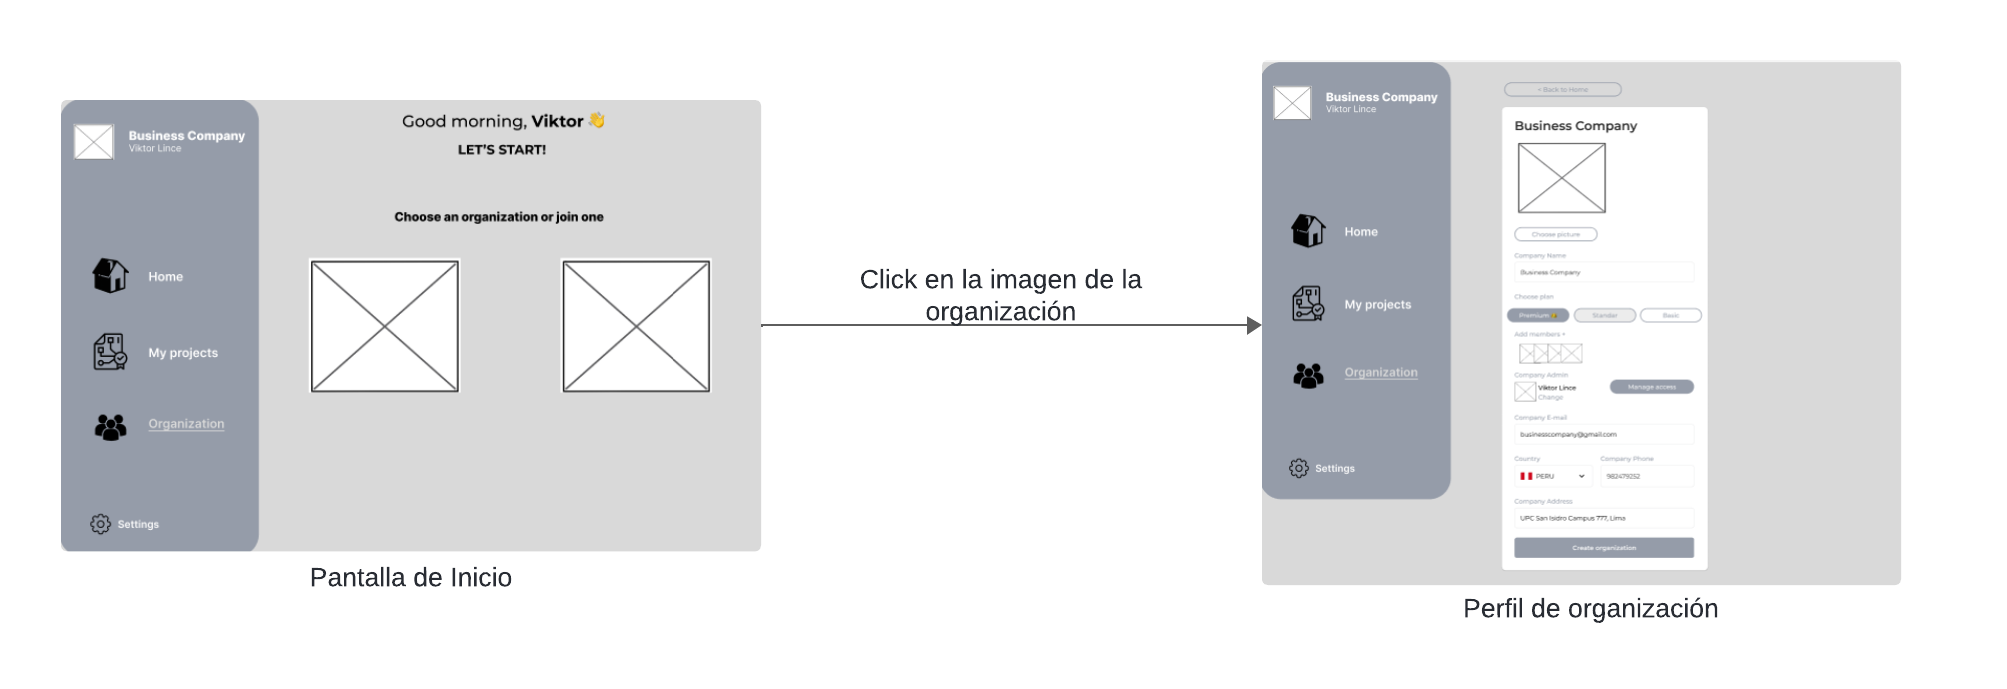 Business Company
Viktor Lince
Home
My projects
Organization
Settings
Good morning, Viktor 👋
LET'S START!
Choose an organization or join one
Pantalla de Inicio
Click en la imagen de la
organización
Business Company
Viktor Lince
Home
My projects
Organization
Settings
< Back to Home
Business Company
Choose picture
Company Name
Business Company
Choose plan
Premium Standar Basic
Add members +
Company Admin
Viktor Lince
Change
Manage access
Company E-mail
businesscompany@gmail.com
Country Company Phone
PERU 982479252
Company Address
UPC San Isidro Campus 777, Lima
Create organization
Perfil de organización